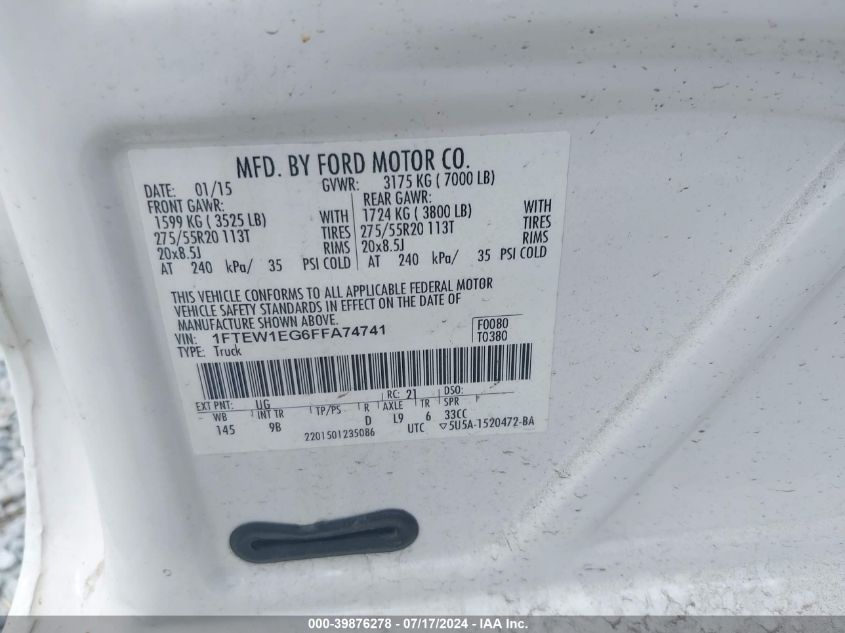 MFD. BY FORD MOTOR CO.
DATE: 01/15 GVWR: 3175 KG ( 7000 LB)
FRONT GAWR: REAR GAWR:
1599 KG ( 3525 LB) WITH 1724 KG ( 3800 LB) WITH
275/55R20 113T TIRES 275/55R20 113T TIRES
20x8.5J RIMS 20x8.5J RIMS
AT 240 kPa/ 35 PSI COLD AT 240 kPa/ 35 PSI COLD
THIS VEHICLE CONFORMS TO ALL APPLICABLE FEDERAL MOTOR
VEHICLE SAFETY STANDARDS IN EFFECT ON THE DATE OF
MANUFACTURE SHOWN ABOVE.
VIN: 1FTEW1EG6FFA74741 F0080
TYPE: Truck T0380
EXT PNT: UG RC: 21 DSO:
WB INT TR TP/PS R AXLE TR SPR F
145 9B D L9 6 33CC
2201501235086 UTC ▽5U5A-1520472-BA
000-39876278 - 07/17/2024 - IAA Inc.